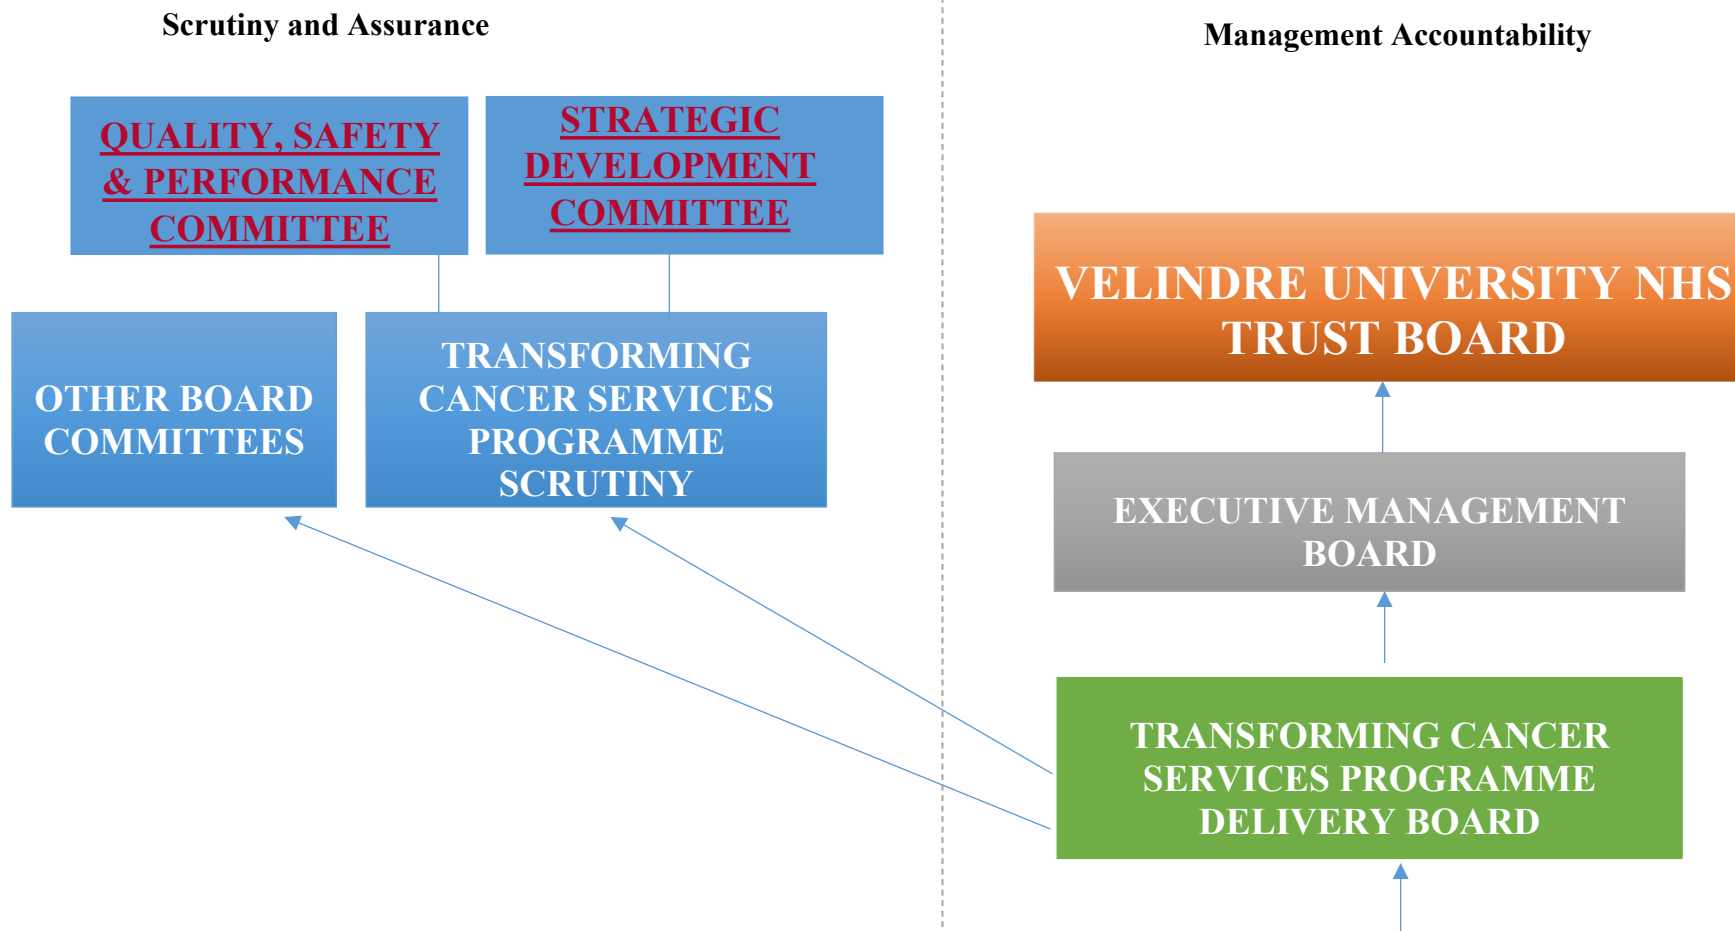 Scrutiny and Assurance
Management Accountability
QUALITY, SAFETY
& PERFORMANCE
COMMITTEE
STRATEGIC
DEVELOPMENT
COMMITTEE
OTHER BOARD
COMMITTEES
TRANSFORMING
CANCER SERVICES
PROGRAMME
SCRUTINY
VELINDRE UNIVERSITY NHS
TRUST BOARD
EXECUTIVE MANAGEMENT
BOARD
TRANSFORMING CANCER
SERVICES PROGRAMME
DELIVERY BOARD